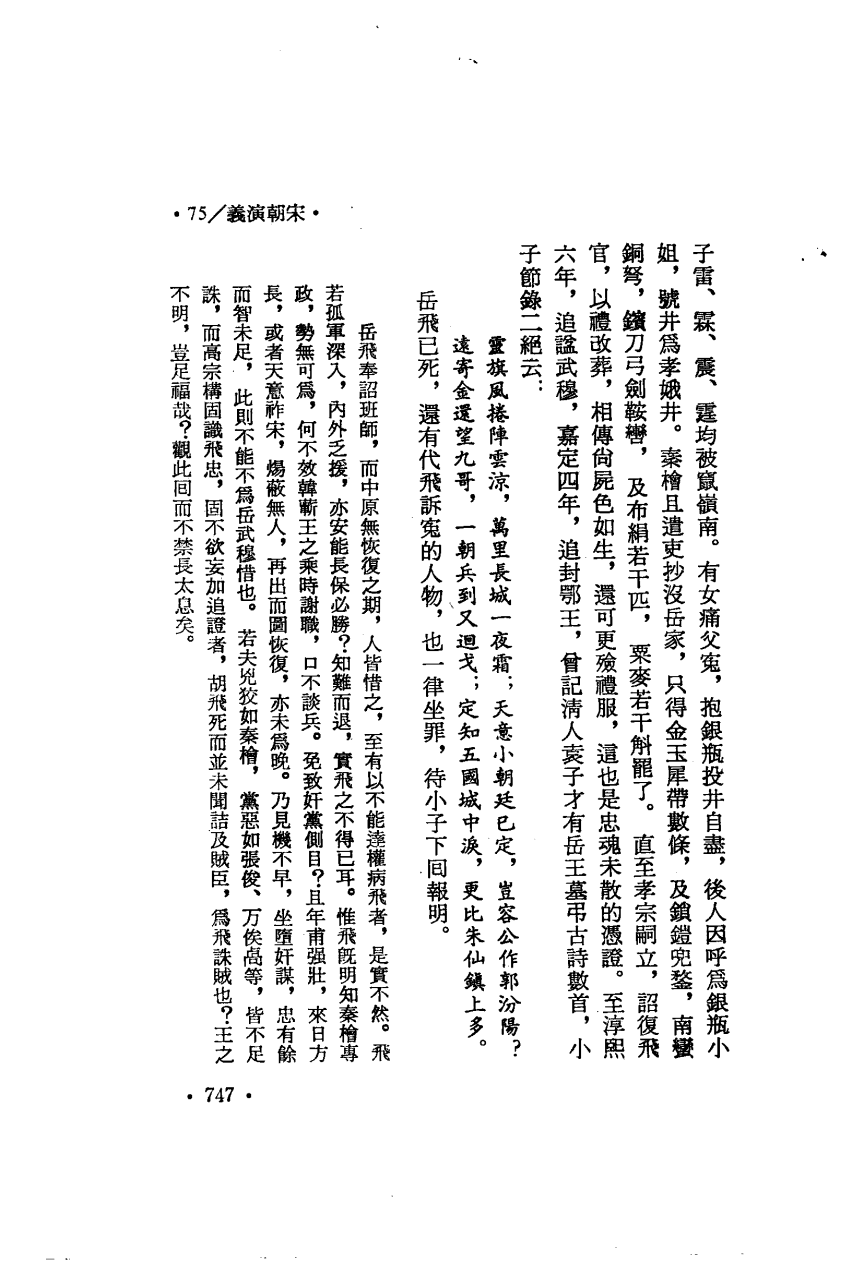 •75／義演朝宋•
子雷、霖、震、霆均被竄嶺南。有女痛父寃，抱銀瓶投井自盡，後人因呼爲銀瓶小
姐，號井爲孝娥井。秦檜且遣吏抄沒岳家，只得金玉犀帶數條，及鎖鎧兜鍪，南蠻
銅弩，鑌刀弓劍鞍轡，及布絹若干匹，粟麥若干斛罷了。直至孝宗嗣立，詔復飛
官，以禮改葬，相傳尙屍色如生，還可更殮禮服，這也是忠魂未散的憑證。至淳熙
六年，追諡武穆，嘉定四年，追封鄂王，曾記淸人袁子才有岳王墓弔古詩數首，小
子節錄二絕云：
靈旗風捲陣雲涼，萬里長城一夜霜；天意小朝廷已定，豈容公作郭汾陽？
遠寄金還望九哥，一朝兵到又迴戈；定知五國城中淚，更比朱仙鎭上多。
岳飛已死，還有代飛訴寃的人物，也一律坐罪，待小子下囘報明。
岳飛奉詔班師，而中原無恢復之期，人皆惜之，至有以不能達權病飛者，是實不然。飛
若孤軍深入，內外乏援，亦安能長保必勝？知難而退，實飛之不得已耳。惟飛旣明知秦檜專
政，勢無可爲，何不效韓蘄王之乘時謝職，口不談兵。免致奸黨側目？且年甫强壯，來日方
長，或者天意祚宋，煬蔽無人，再出而圖恢復，亦未爲晚。乃見機不早，坐墮奸謀，忠有餘
而智未足，此則不能不爲岳武穆惜也。若夫兇狡如秦檜，黨惡如張俊、万俟卨等，皆不足
誅，而高宗構固識飛忠，固不欲妄加追證者，胡飛死而並未聞詰及賊臣，爲飛誅賊也？王之
不明，豈足福哉？觀此囘而不禁長太息矣。
•747•